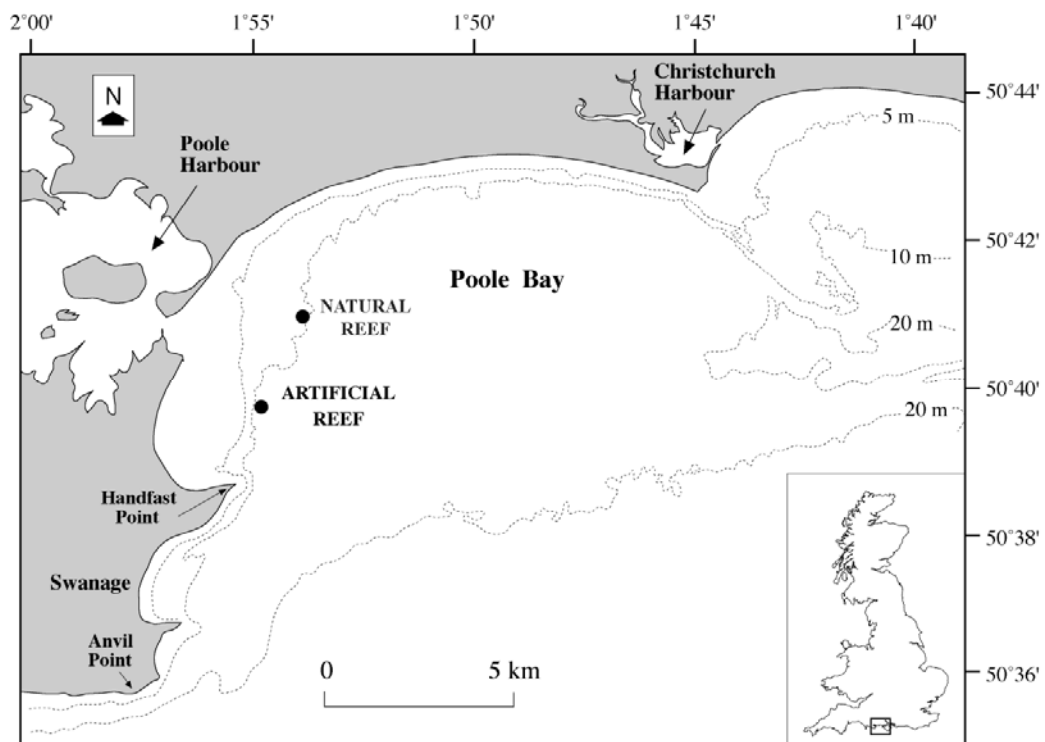 2°00'
1°55'
1°50'
1°45'
1°40'
N
Christchurch
Harbour
50°44'
5 m
Poole
Harbour
50°42'
10 m
Poole Bay
NATURAL
REEF
20 m
ARTIFICIAL
REEF
50°40'
20 m
Handfast
Point
50°38'
Swanage
Anvil
Point
0
5 km
50°36'